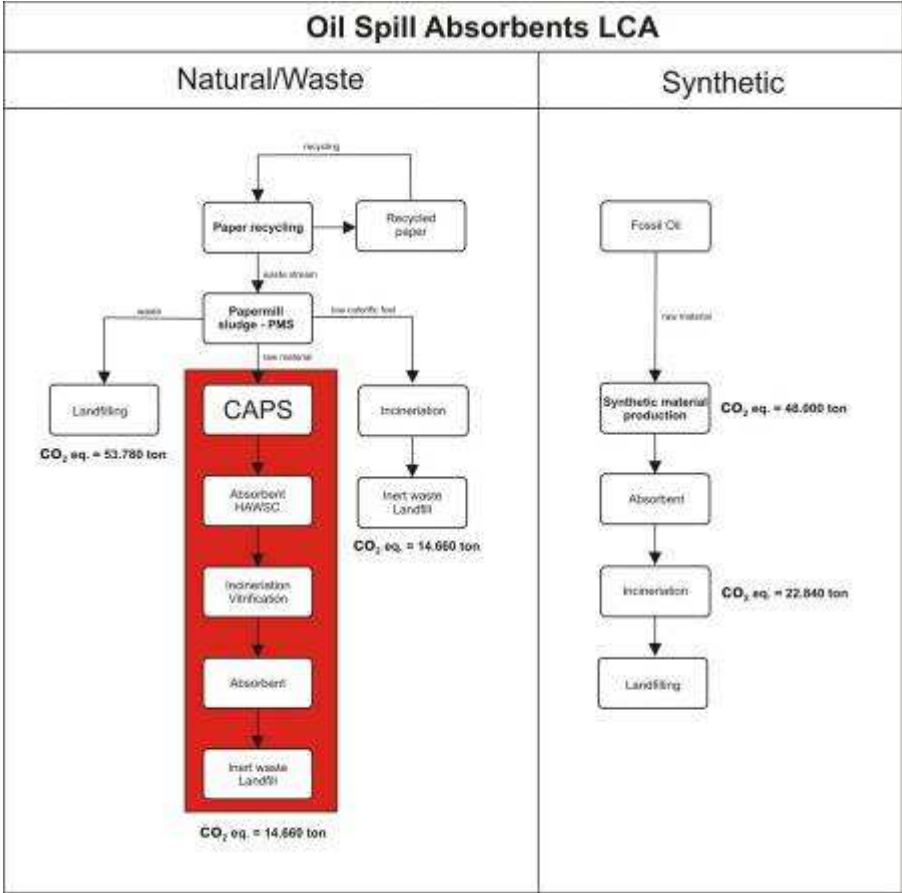 Oil Spill Absorbents LCA
Natural/Waste
Synthetic
recycling
Paper recycling
Recycled
paper
waste stream
Papermill
sludge - PMS
waste
low calorific fuel
raw material
Landfilling
CO₂ eq. = 53.780 ton
CAPS
Incineriation
Absorbent
HAWSC
Inert waste
Landfill
CO₂ eq. = 14.660 ton
Incineriation
Vitrification
Absorbent
Inert waste
Landfill
CO₂ eq. = 14.660 ton
Fossil Oil
raw material
Synthetic material
production
CO₂ eq. = 48.000 ton
Absorbent
Incineriation
CO₂ eq. = 22.840 ton
Landfilling